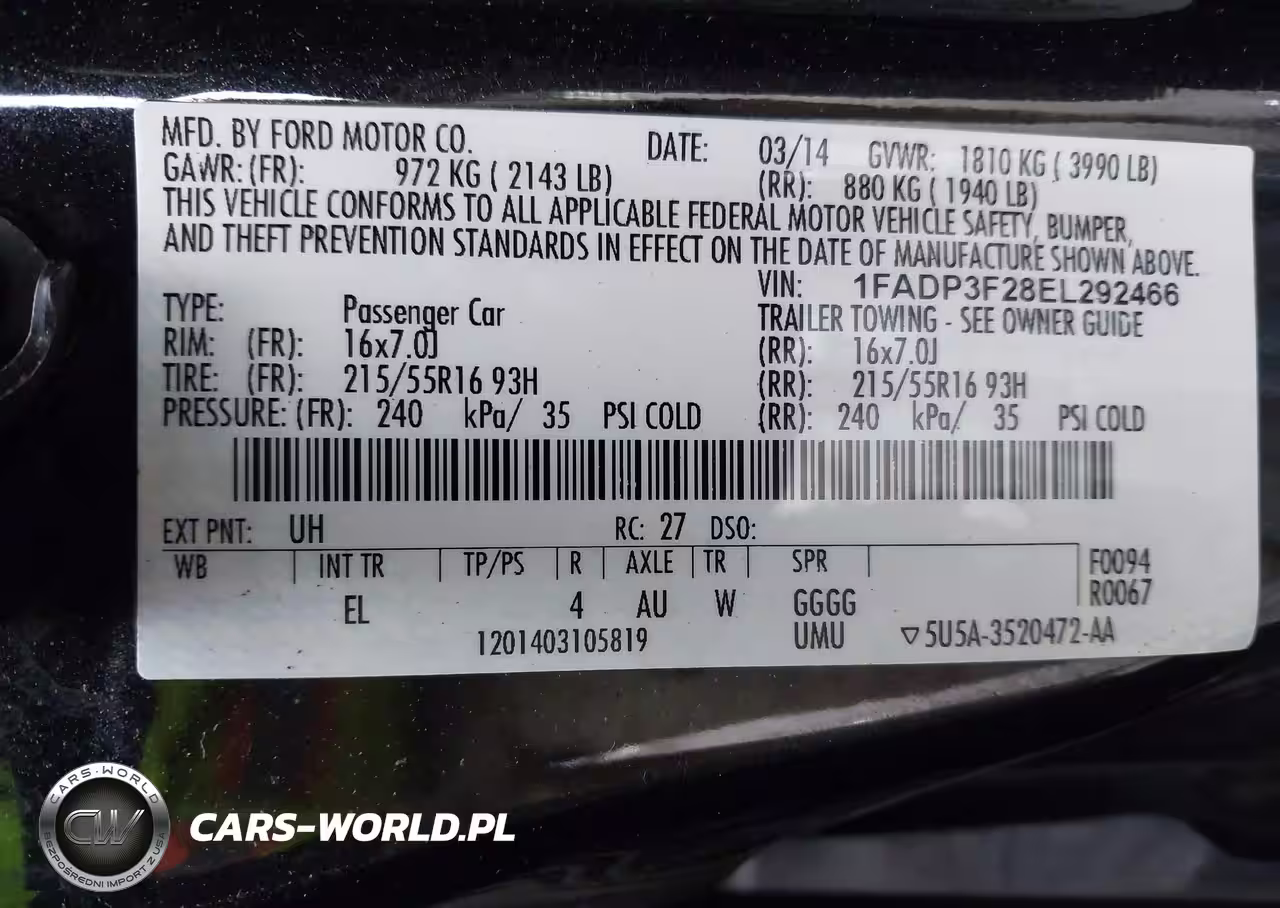 MFD. BY FORD MOTOR CO. DATE: 03/14 GVWR: 1810 KG ( 3990 LB)
GAWR: (FR): 972 KG ( 2143 LB) (RR): 880 KG ( 1940 LB)
THIS VEHICLE CONFORMS TO ALL APPLICABLE FEDERAL MOTOR VEHICLE SAFETY, BUMPER,
AND THEFT PREVENTION STANDARDS IN EFFECT ON THE DATE OF MANUFACTURE SHOWN ABOVE.
VIN: 1FADP3F28EL292466
TYPE: Passenger Car TRAILER TOWING - SEE OWNER GUIDE
RIM: (FR): 16x7.0J (RR): 16x7.0J
TIRE: (FR): 215/55R16 93H (RR): 215/55R16 93H
PRESSURE: (FR): 240 kPa/ 35 PSI COLD (RR): 240 kPa/ 35 PSI COLD
EXT PNT: UH RC: 27 DSO:
WB INT TR TP/PS R AXLE TR SPR F0094
R0067
EL 4 AU W GGGG
1201403105819 UMU ▽5U5A-3520472-AA
CARS-WORLD
CW
BEZPOŚREDNI IMPORT Z USA
CARS-WORLD.PL